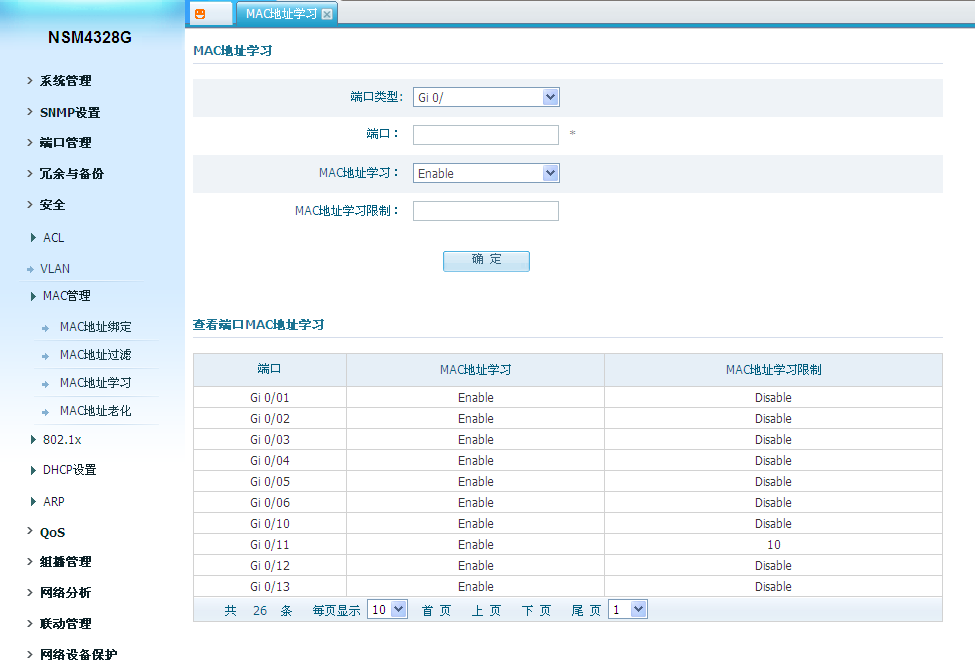 MAC地址学习
NSM4328G
系统管理
SNMP设置
端口管理
冗余与备份
安全
ACL
VLAN
MAC管理
MAC地址绑定
MAC地址过滤
MAC地址学习
MAC地址老化
802.1x
DHCP设置
ARP
QoS
组播管理
网络分析
联动管理
网络设备保护
MAC地址学习
端口类型: Gi 0/
端口： *
MAC地址学习： Enable
MAC地址学习限制：
确 定
查看端口MAC地址学习
端口 MAC地址学习 MAC地址学习限制
Gi 0/01 Enable Disable
Gi 0/02 Enable Disable
Gi 0/03 Enable Disable
Gi 0/04 Enable Disable
Gi 0/05 Enable Disable
Gi 0/06 Enable Disable
Gi 0/10 Enable Disable
Gi 0/11 Enable 10
Gi 0/12 Enable Disable
Gi 0/13 Enable Disable
共 26 条 每页显示 10 首 页 上 页 下 页 尾 页 1